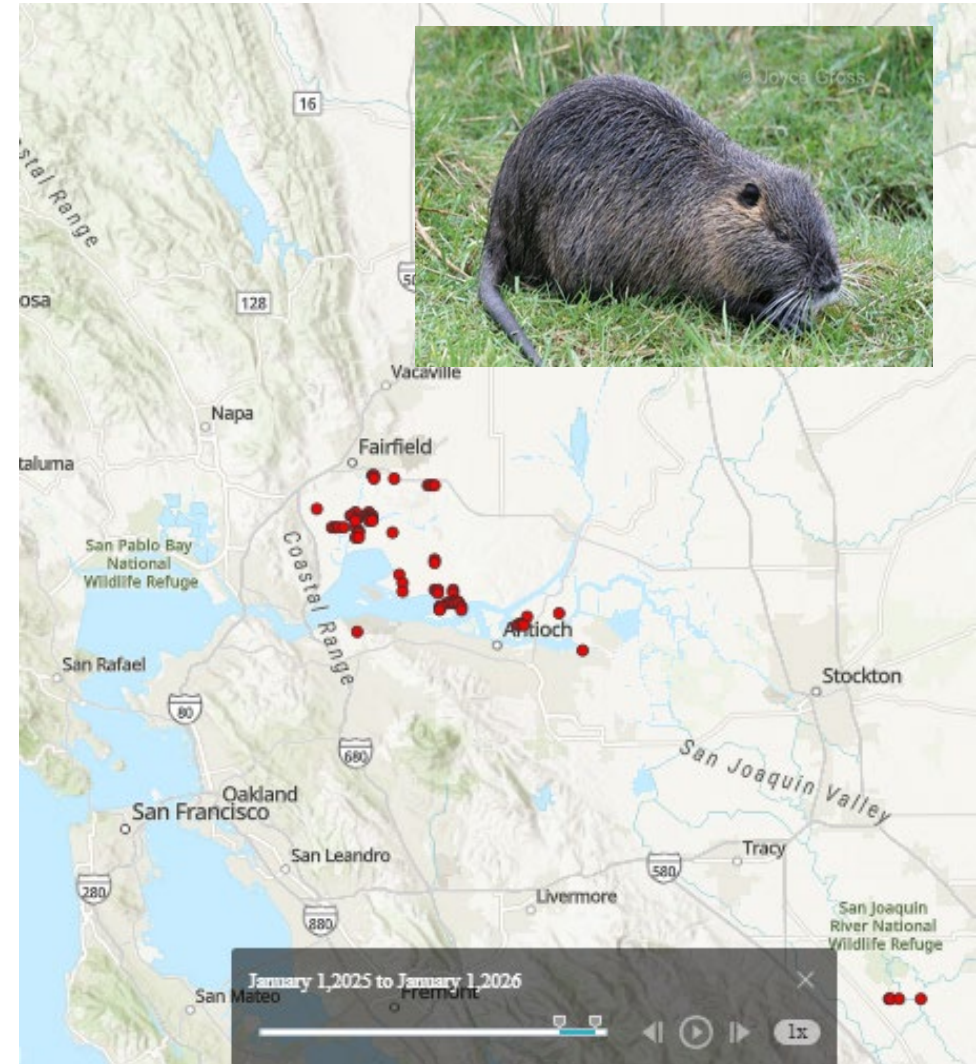 16
© Joyce Gross
stal Range
osa
128
50
Vacaville
Napa
Fairfield
taluma
San Pablo Bay
National
Wildlife Refuge
Coastal Range
Antioch
San Rafael
Stockton
80
680
San Joaquin Valley
Oakland
San Francisco
Tracy
San Leandro
580
280
Livermore
880
San Joaquin
River National
Wildlife Refuge
January 1,2025 to January 1,2026
San Mateo
Fremont
1x